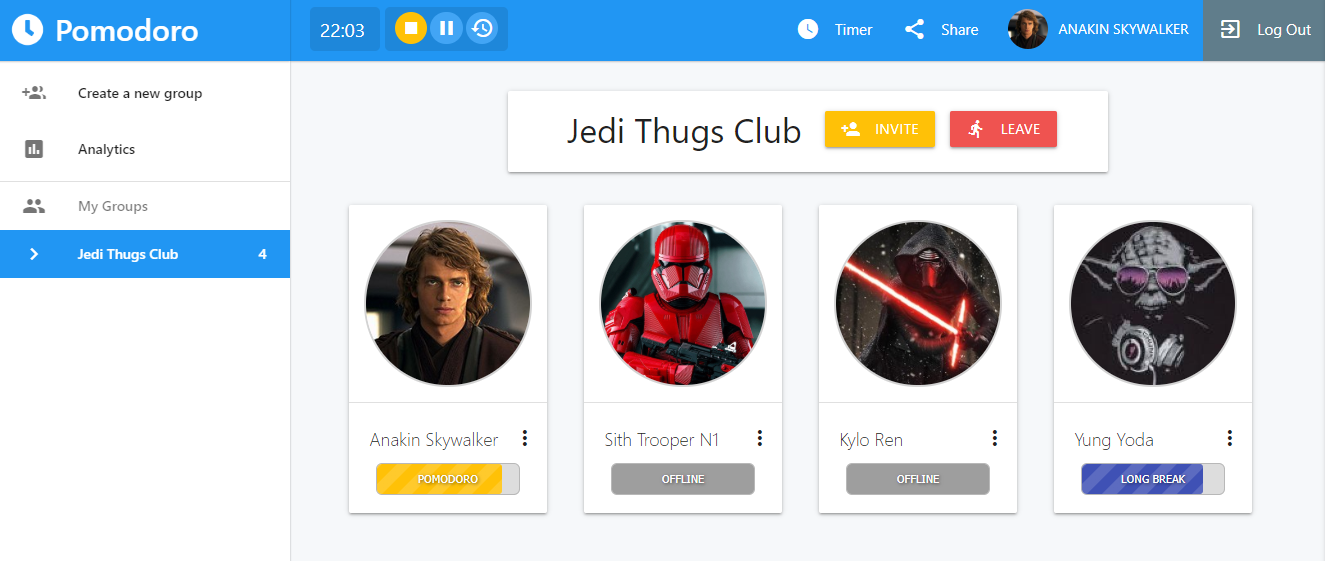 Pomodoro
22:03
Timer
Share
ANAKIN SKYWALKER
Log Out
Create a new group
Analytics
My Groups
Jedi Thugs Club 4
Jedi Thugs Club
INVITE
LEAVE
Anakin Skywalker
POMODORO
Sith Trooper N1
OFFLINE
Kylo Ren
OFFLINE
Yung Yoda
LONG BREAK